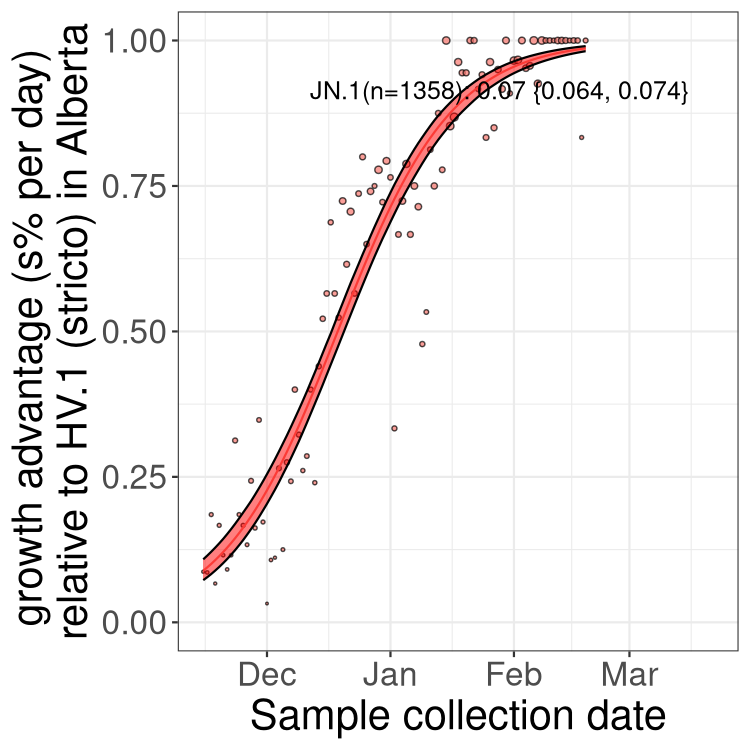 growth advantage (s% per day)
relative to HV.1 (stricto) in Alberta
1.00
0.75
0.50
0.25
0.00
JN.1(n=1358): 0.07 {0.064, 0.074}
Dec Jan Feb Mar
Sample collection date